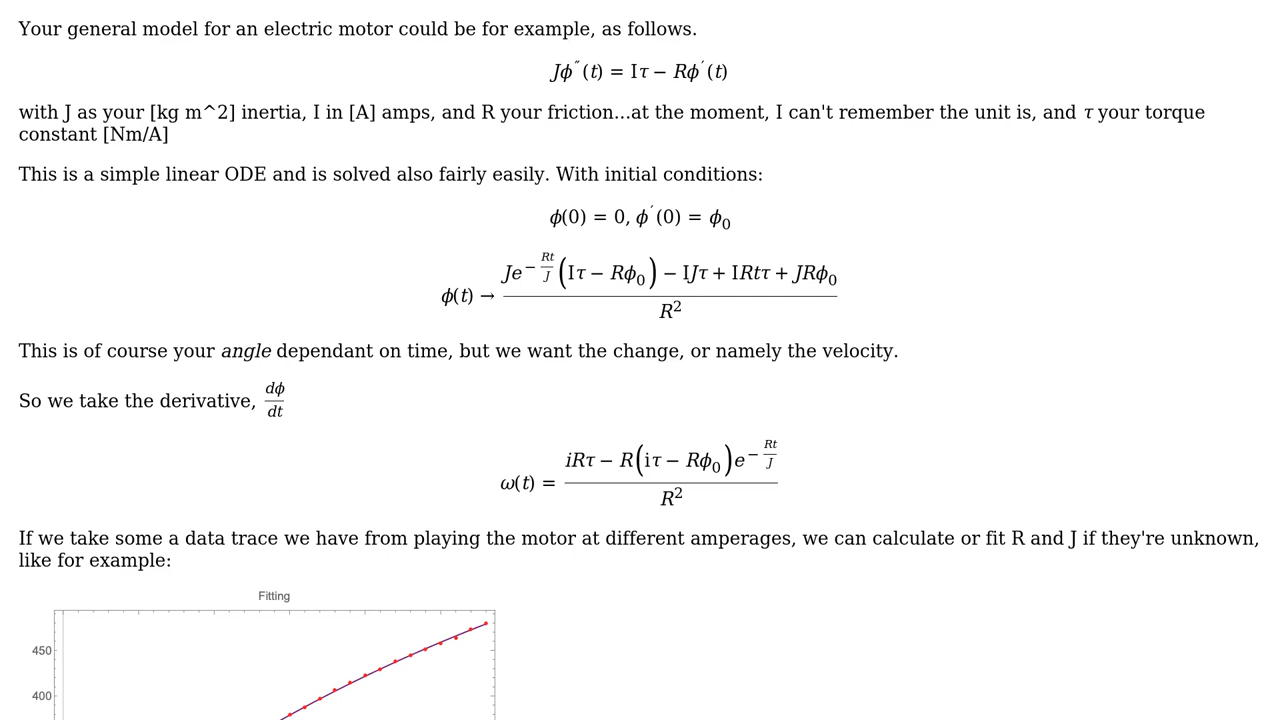 Your general model for an electric motor could be for example, as follows.
Jϕ″(t) = Iτ − Rϕ′(t)
with J as your [kg m^2] inertia, I in [A] amps, and R your friction...at the moment, I can't remember the unit is, and τ your torque
constant [Nm/A]
This is a simple linear ODE and is solved also fairly easily. With initial conditions:
ϕ(0) = 0, ϕ′(0) = ϕ₀
ϕ(t) → (Je^(−Rt/J) (Iτ − Rϕ₀) − IJτ + IRtτ + JRϕ₀) / R²
This is of course your angle dependant on time, but we want the change, or namely the velocity.
So we take the derivative, dϕ/dt
ω(t) = (iRτ − R(iτ − Rϕ₀)e^(−Rt/J)) / R²
If we take some a data trace we have from playing the motor at different amperages, we can calculate or fit R and J if they're unknown,
like for example:
Fitting
450
400